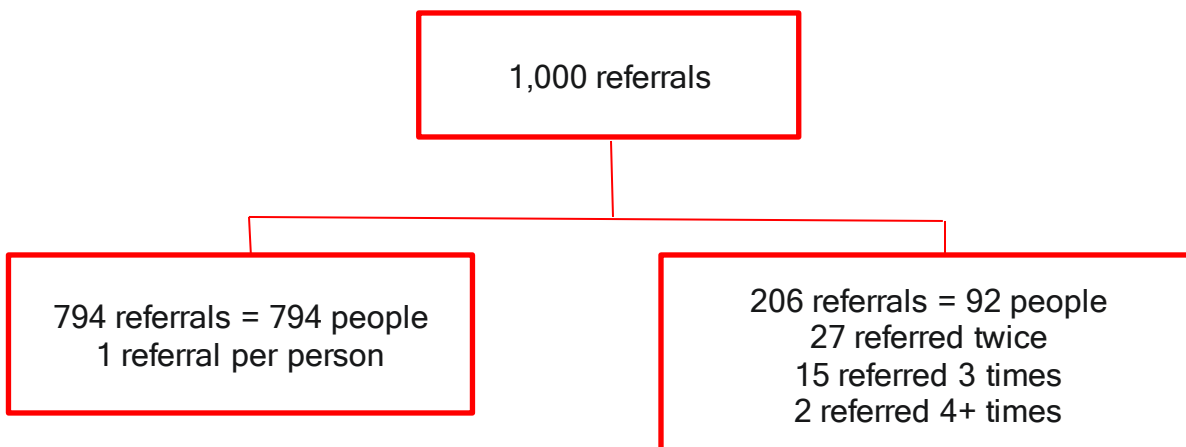 1,000 referrals
794 referrals = 794 people
1 referral per person
206 referrals = 92 people
27 referred twice
15 referred 3 times
2 referred 4+ times